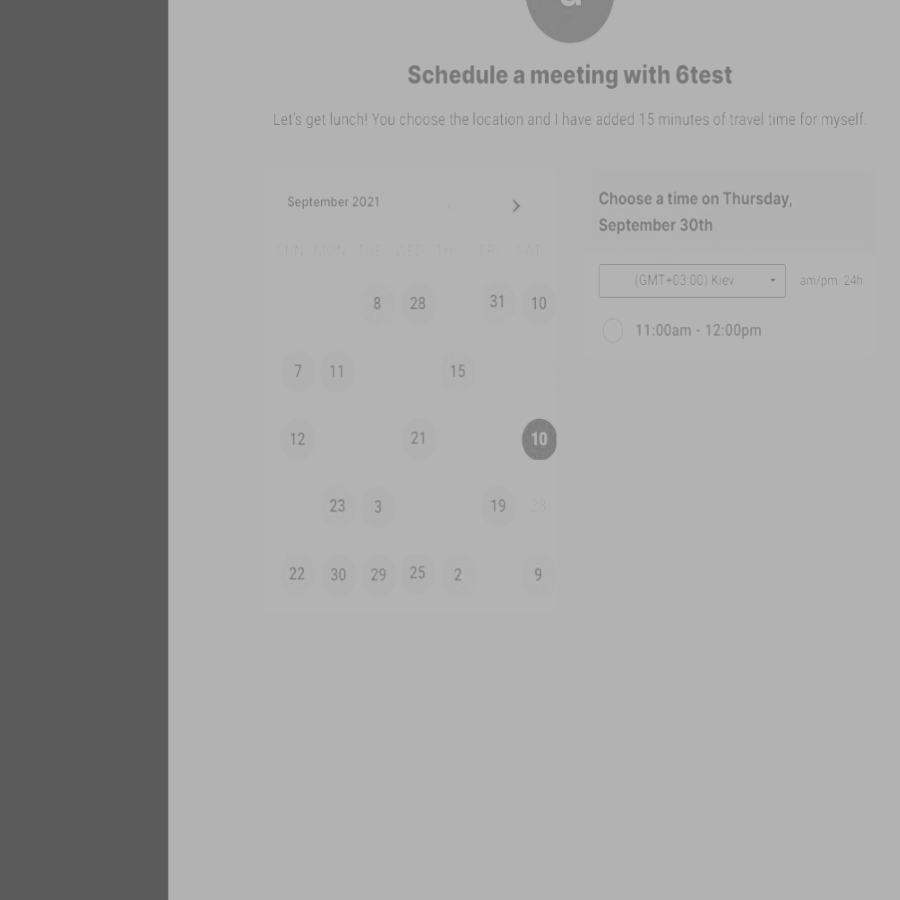 Schedule a meeting with 6test
Let's get lunch! You choose the location and I have added 15 minutes of travel time for myself.
September 2021
SUN MON TUE WED THU FRI SAT
8 28 31 10
7 11 15
12 21 10
23 3 19 28
22 30 29 25 2 9
Choose a time on Thursday,
September 30th
(GMT+03:00) Kiev am/pm 24h
11:00am - 12:00pm